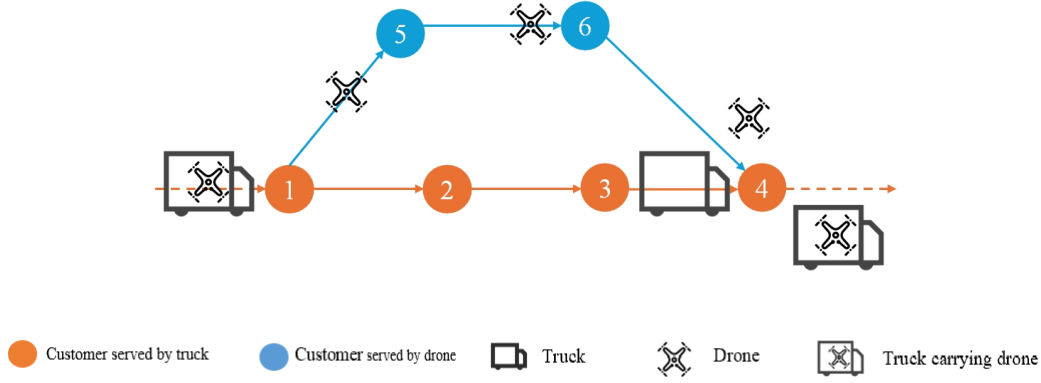 5
6
1
2
3
4
Customer served by truck
Customer served by drone
Truck
Drone
Truck carrying drone